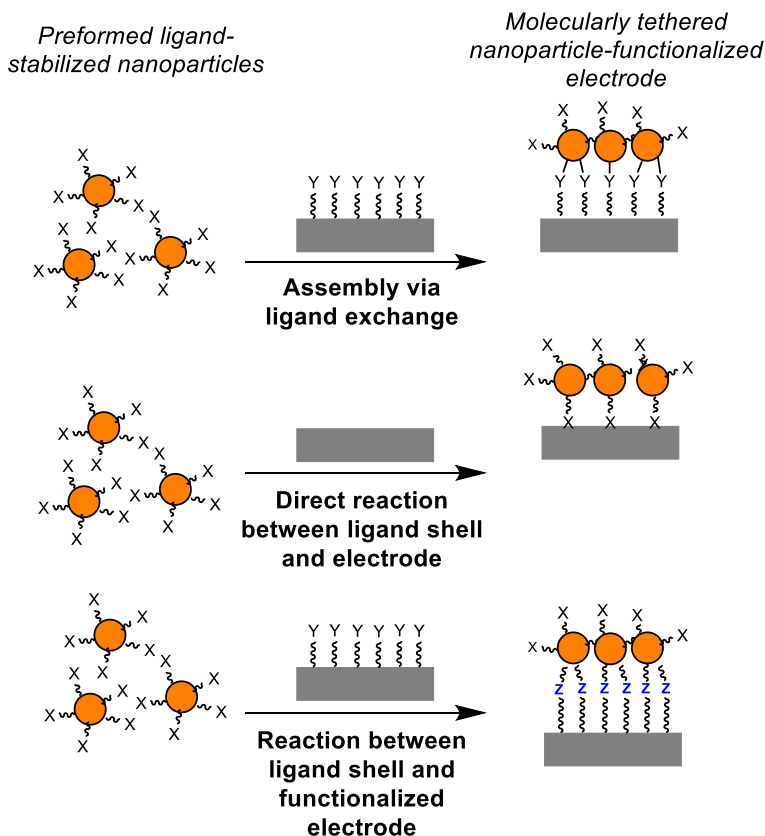 Preformed ligand-
stabilized nanoparticles
Molecularly tethered
nanoparticle-functionalized
electrode
X X X X X
X X X X X
X X X X
Y Y Y Y Y Y
Assembly via
ligand exchange
X X X
X X
Y Y Y Y Y
X X X X X
X X X X X
X X X X
Direct reaction
between ligand shell
and electrode
X X X
X X
X X X
X X X X X
X X X X X
X X X X
Y Y Y Y Y Y
Reaction between
ligand shell and
functionalized
electrode
X X X
X X
Z Z Z Z Z Z